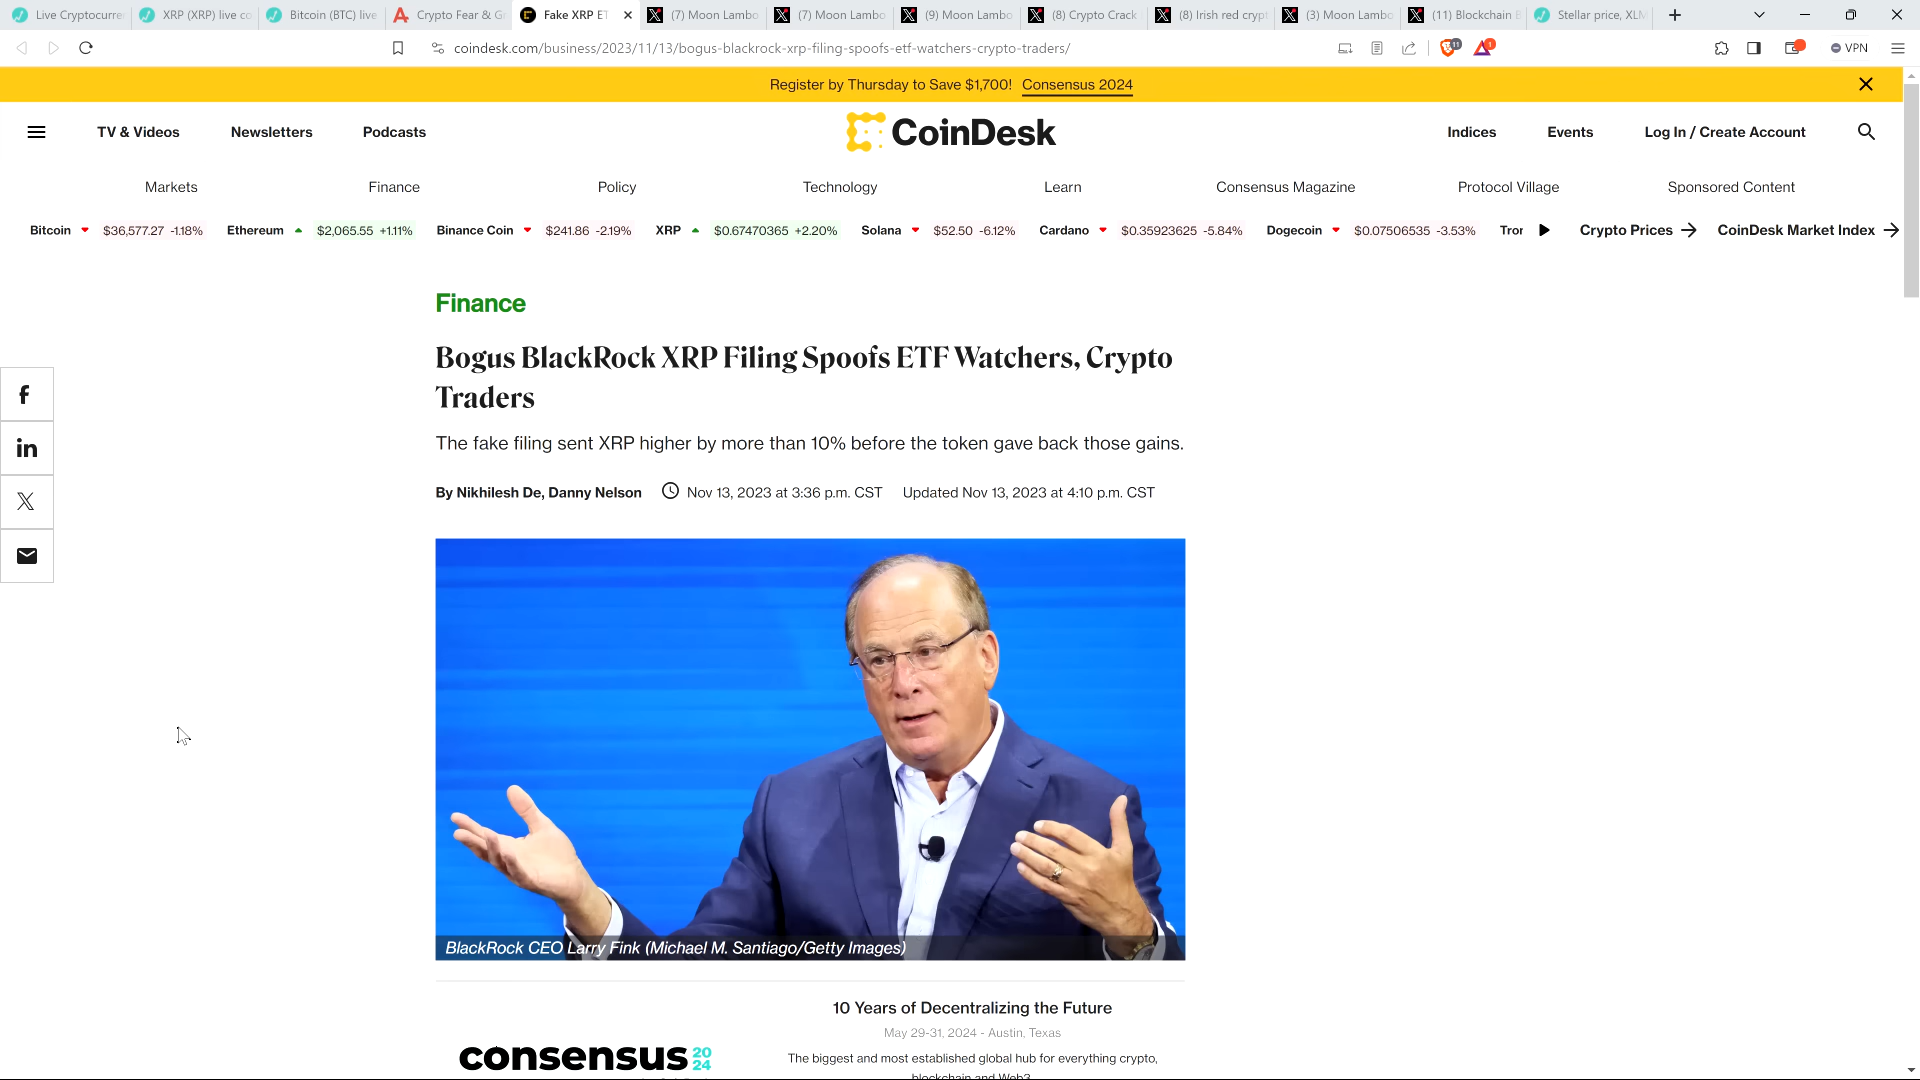 Live Cryptocurren
XRP (XRP) live co
Bitcoin (BTC) live
Crypto Fear & Gr
Fake XRP ET
(7) Moon Lambo
(7) Moon Lambo
(9) Moon Lambo
(8) Crypto Crack
(8) Irish red crypt
(3) Moon Lambo
(11) Blockchain B
Stellar price, XLM
coindesk.com/business/2023/11/13/bogus-blackrock-xrp-filing-spoofs-etf-watchers-crypto-traders/
11
1
VPN
Register by Thursday to Save $1,700! Consensus 2024
TV & Videos
Newsletters
Podcasts
CoinDesk
Indices
Events
Log In / Create Account
Markets
Finance
Policy
Technology
Learn
Consensus Magazine
Protocol Village
Sponsored Content
Bitcoin $36,577.27 -1.18%
Ethereum $2,065.55 +1.11%
Binance Coin $241.86 -2.19%
XRP $0.67470365 +2.20%
Solana $52.50 -6.12%
Cardano $0.35923625 -5.84%
Dogecoin $0.07506535 -3.53%
Tron
Crypto Prices
CoinDesk Market Index
Finance
Bogus BlackRock XRP Filing Spoofs ETF Watchers, Crypto
Traders
The fake filing sent XRP higher by more than 10% before the token gave back those gains.
By Nikhilesh De, Danny Nelson
Nov 13, 2023 at 3:36 p.m. CST
Updated Nov 13, 2023 at 4:10 p.m. CST
f
in
X
BlackRock CEO Larry Fink (Michael M. Santiago/Getty Images)
consensus 2024
10 Years of Decentralizing the Future
May 29-31, 2024 - Austin, Texas
The biggest and most established global hub for everything crypto,
blockchain and Web3.